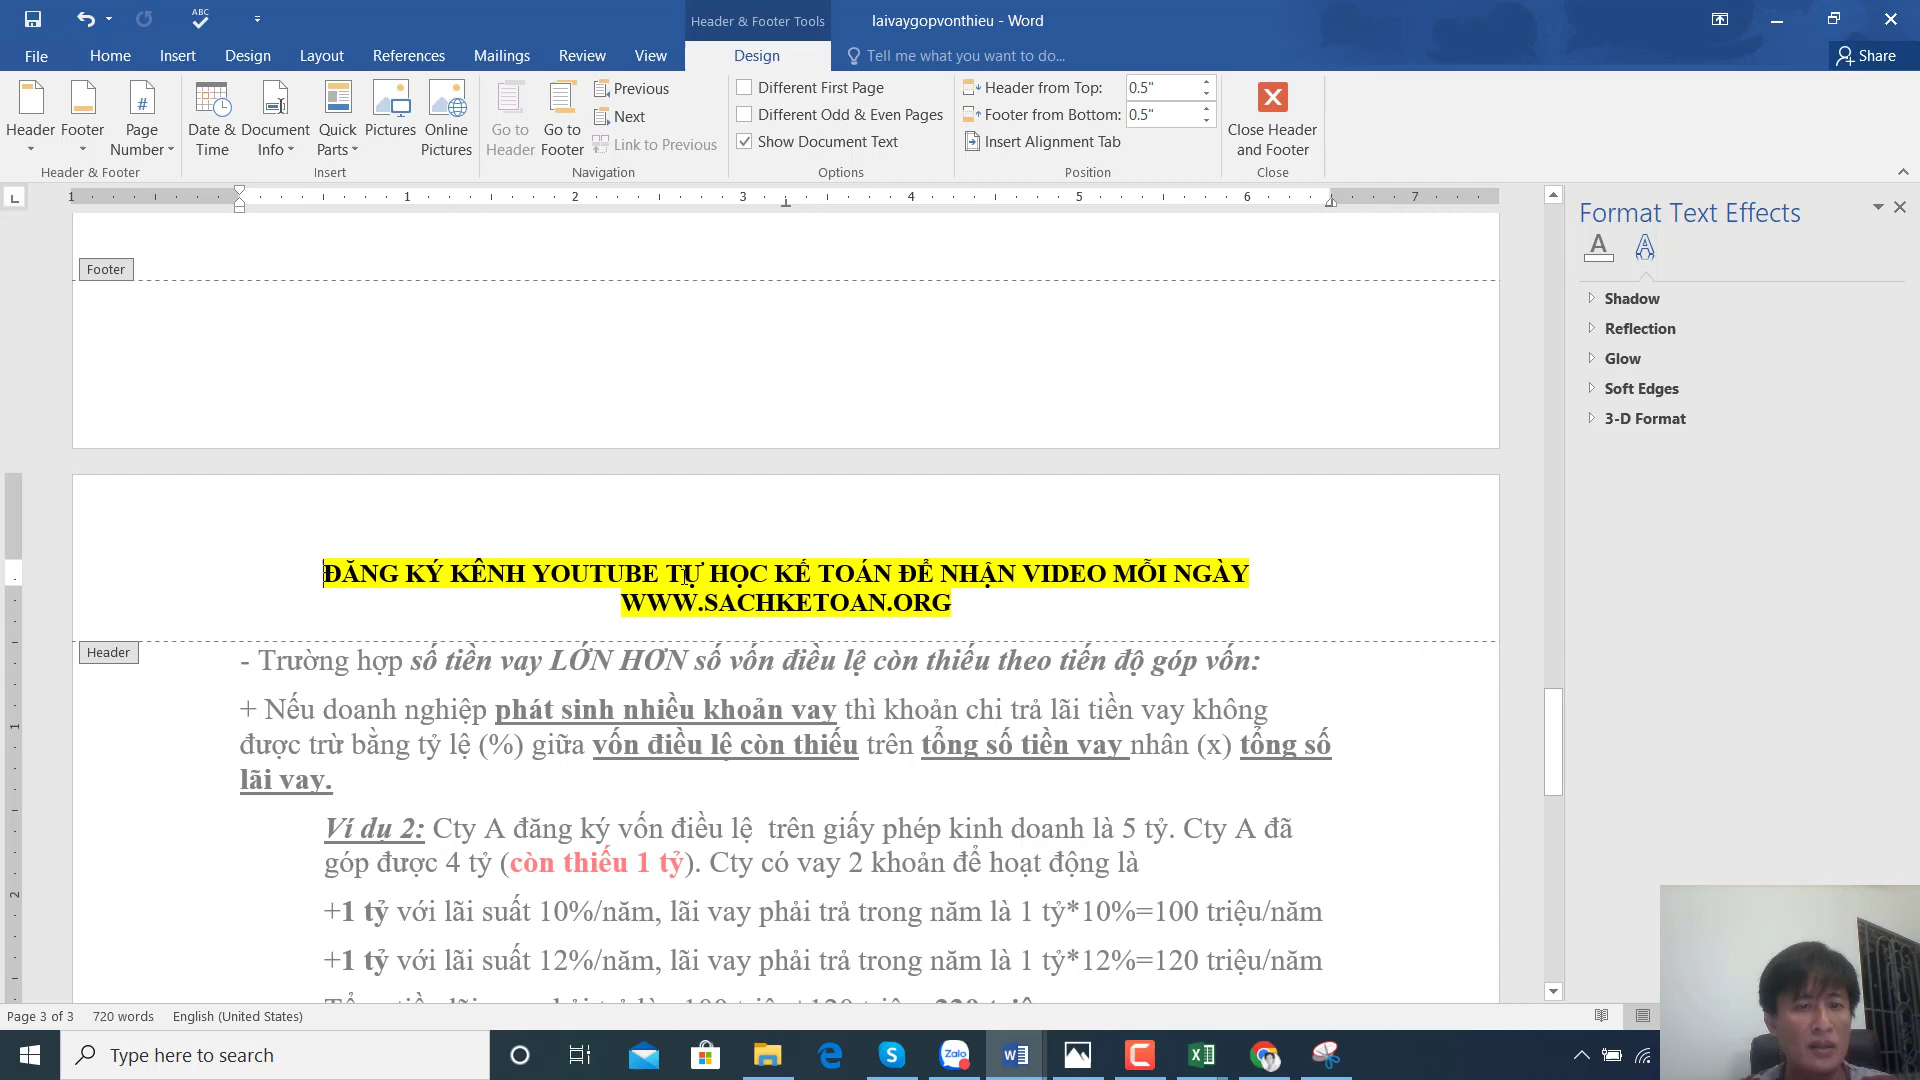 Header & Footer Tools
laivaygopvonthieu - Word
File Home Insert Design Layout References Mailings Review View Design Tell me what you want to do... Share
Header Footer Page Number
Header & Footer
Date & Time Document Info Quick Parts Pictures Online Pictures
Insert
Go to Header Go to Footer Previous
Next
Link to Previous
Navigation
Different First Page
Different Odd & Even Pages
Show Document Text
Options
Header from Top: 0.5"
Footer from Bottom: 0.5"
Insert Alignment Tab
Position
Close Header and Footer
Close
L 1 1 2 3 4 5 6 7
Footer
ĐĂNG KÝ KÊNH YOUTUBE TỰ HỌC KẾ TOÁN ĐỂ NHẬN VIDEO MỖI NGÀY
WWW.SACHKETOAN.ORG
Header
- Trường hợp số tiền vay LỚN HƠN số vốn điều lệ còn thiếu theo tiến độ góp vốn:
+ Nếu doanh nghiệp phát sinh nhiều khoản vay thì khoản chi trả lãi tiền vay không
được trừ bằng tỷ lệ (%) giữa vốn điều lệ còn thiếu trên tổng số tiền vay nhân (x) tổng số
lãi vay.
Ví dụ 2: Cty A đăng ký vốn điều lệ  trên giấy phép kinh doanh là 5 tỷ. Cty A đã
góp được 4 tỷ (còn thiếu 1 tỷ). Cty có vay 2 khoản để hoạt động là
+1 tỷ với lãi suất 10%/năm, lãi vay phải trả trong năm là 1 tỷ*10%=100 triệu/năm
+1 tỷ với lãi suất 12%/năm, lãi vay phải trả trong năm là 1 tỷ*12%=120 triệu/năm
1
2
Format Text Effects
A A
Shadow
Reflection
Glow
Soft Edges
3-D Format
Page 3 of 3 720 words English (United States)
Type here to search
Zalo